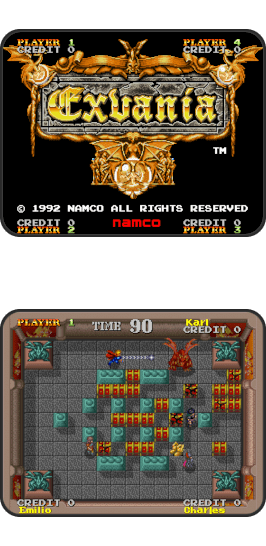 PLAYER 1 PLAYER 4
CREDIT 0 CREDIT 0
Exvania
TM
© 1992 NAMCO ALL RIGHTS RESERVED
CREDIT 0 namco CREDIT 0
PLAYER 2 PLAYER 3
PLAYER 1 TIME 90 Karl
CREDIT 0
CREDIT 0 CREDIT 0
Emilio Charles